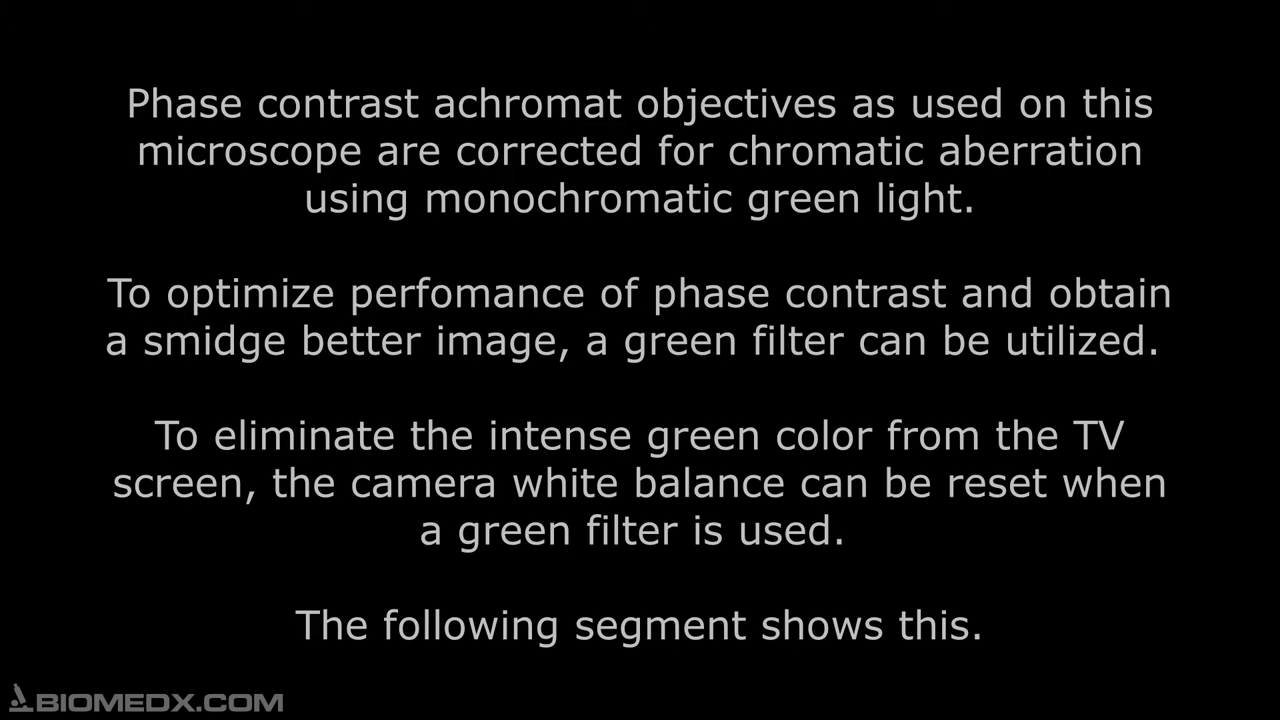 Phase contrast achromat objectives as used on this
microscope are corrected for chromatic aberration
using monochromatic green light.
To optimize perfomance of phase contrast and obtain
a smidge better image, a green filter can be utilized.
To eliminate the intense green color from the TV
screen, the camera white balance can be reset when
a green filter is used.
The following segment shows this.
BIOMEDX.COM